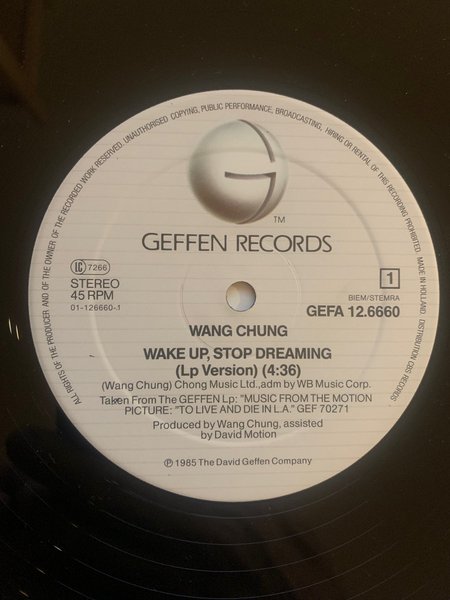 ALL RIGHTS OF THE PRODUCER AND OF THE OWNER OF THE RECORDED WORK RESERVED. UNAUTHORISED COPYING, PUBLIC PERFORMANCE, BROADCASTING, HIRING OR RENTAL OF THIS RECORDING PROHIBITED. MADE IN HOLLAND. DISTRIBUTION CBS RECORDS
G
TM
GEFFEN RECORDS
LC 7266
STEREO
45 RPM
01-126660-1
1
BIEM/STEMRA
GEFA 12.6660
WANG CHUNG
WAKE UP, STOP DREAMING
(Lp Version) (4:36)
(Wang Chung) Chong Music Ltd.,adm by WB Music Corp.
Taken From The GEFFEN Lp: "MUSIC FROM THE MOTION
PICTURE: "TO LIVE AND DIE IN L.A." GEF 70271
Produced by Wang Chung, assisted
by David Motion
℗ 1985 The David Geffen Company